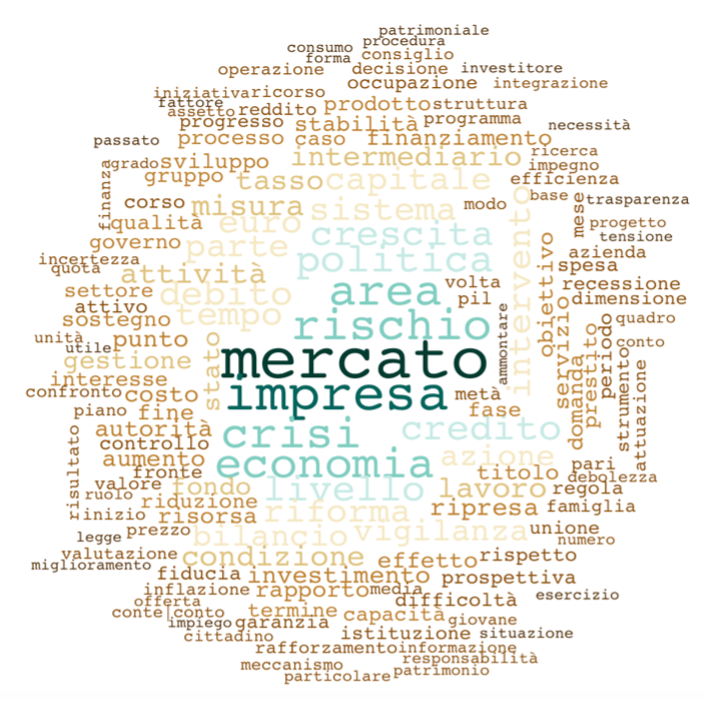 patrimoniale
procedura
consumo
forma consiglio
operazione decisione investitore
occupazione integrazione
iniziativa ricorso
fattore prodotto struttura
assetto reddito
progresso stabilità programma necessità
passato processo caso finanziamento
grado sviluppo intermediario ricerca
finanza gruppo tasso capitale impegno
efficienza
corso misura sistema modo base mese trasparenza
qualità euro crescita progetto
governo parte politica intervento obiettivo tensione
incertezza azienda
quota attività spesa
settore debito area volta recessione
attivo pil dimensione
sostegno tempo rischio servizio periodo quadro
unità punto conto
utile gestione stato mercato ammontare prestito
interesse
confronto costo impresa metà domanda strumento attuazione
piano fine fase
autorità crisi credito
controllo
aumento economia azione pari
fronte titolo debolezza
risultato valore fondo livello lavoro regola
ruolo riduzione ripresa famiglia
inizio risorsa riforma
prezzo bilancio vigilanza unione
legge numero
valutazione condizione effetto rispetto
miglioramento
fiducia investimento prospettiva
inflazione rapporto media esercizio
offerta difficoltà
conte|conto termine capacità giovane
impiego garanzia
cittadino istituzione situazione
rafforzamento informazione
meccanismo responsabilità
particolare patrimonio